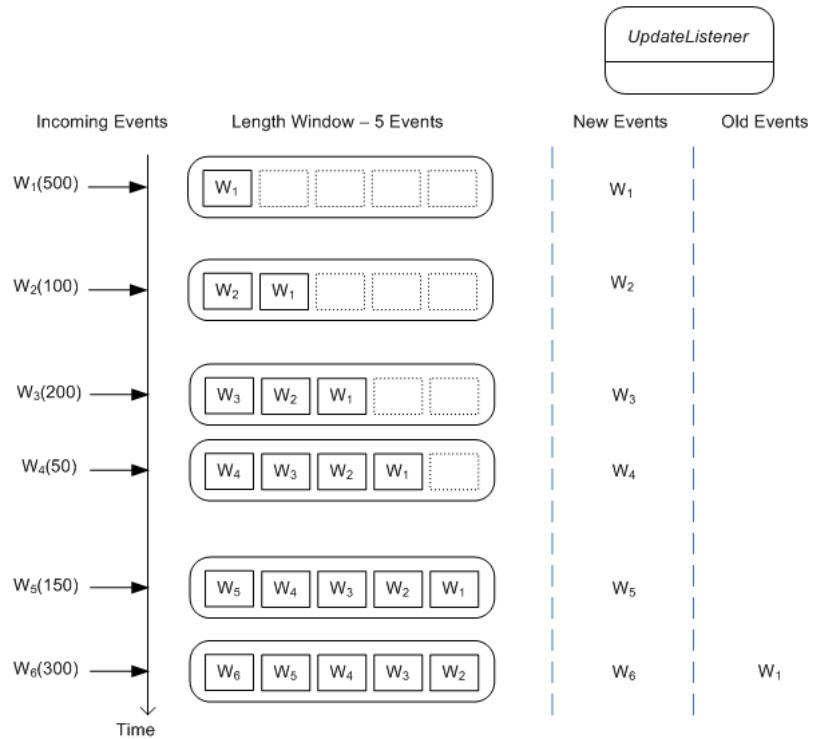 UpdateListener
Incoming Events Length Window – 5 Events New Events Old Events
W₁(500) W₁ W₁
W₂(100) W₂ W₁ W₂
W₃(200) W₃ W₂ W₁ W₃
W₄(50) W₄ W₃ W₂ W₁ W₄
W₅(150) W₅ W₄ W₃ W₂ W₁ W₅
W₆(300) W₆ W₅ W₄ W₃ W₂ W₆ W₁
Time